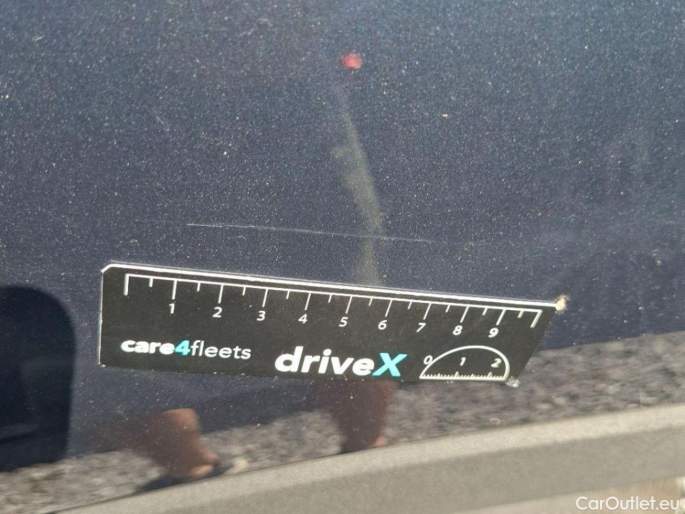 1 2 3 4 5 6 7 8 9
care4fleets driveX 0 1 2
CarOutlet.eu